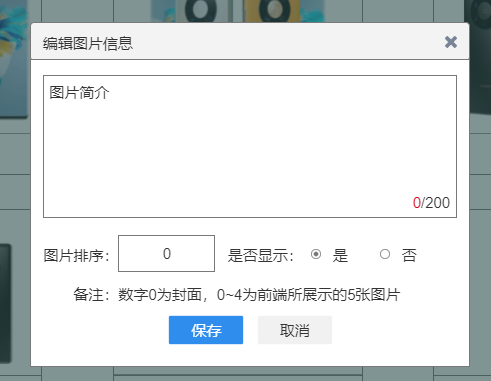 编辑图片信息
图片简介
0/200
图片排序： 0 是否显示： 是 否
备注：数字0为封面，0~4为前端所展示的5张图片
保存 取消